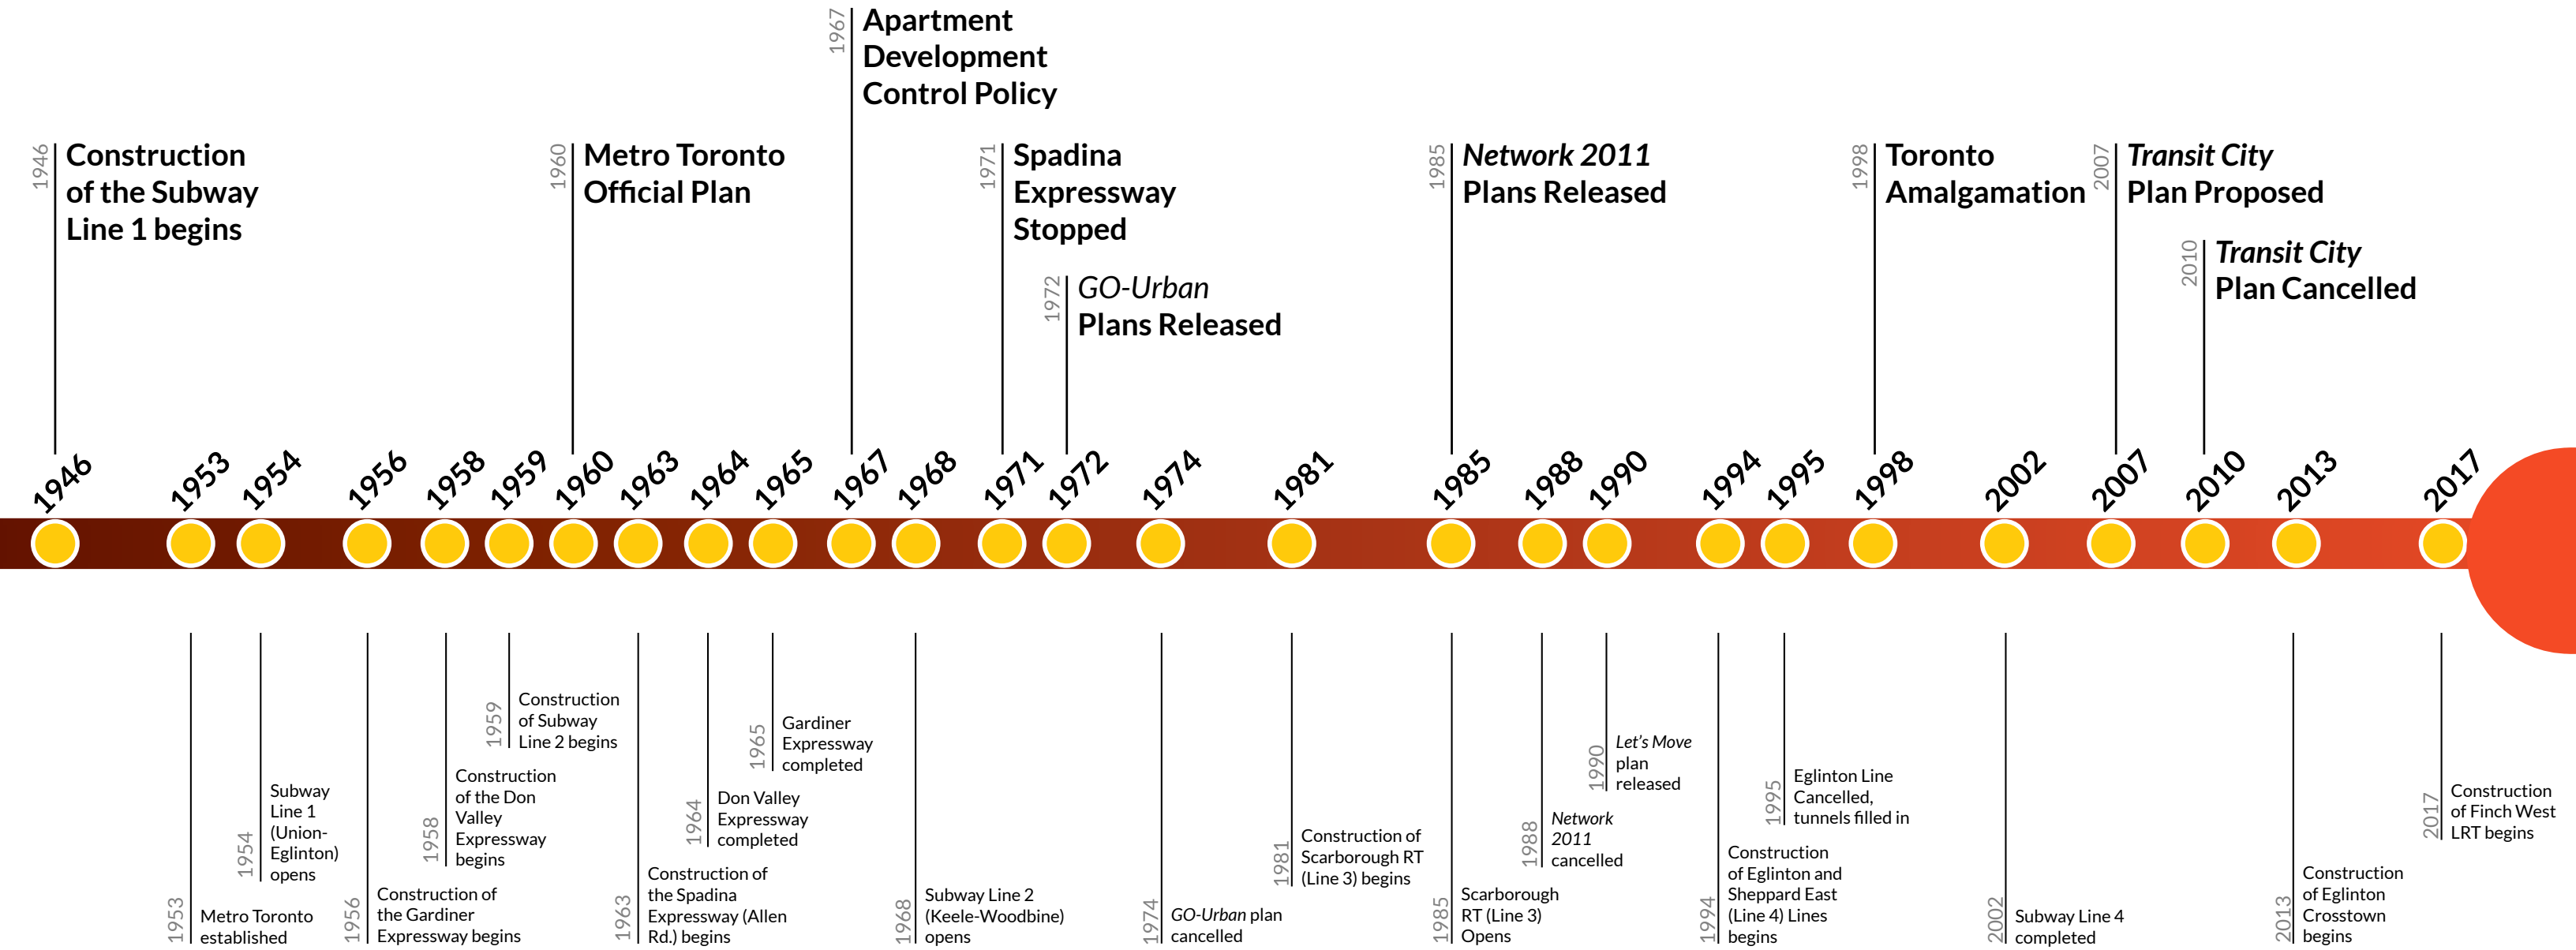 1967
Apartment
Development
Control Policy
1946
Construction
of the Subway
Line 1 begins
1960
Metro Toronto
Official Plan
1971
Spadina
Expressway
Stopped
1972
GO-Urban
Plans Released
1985
Network 2011
Plans Released
1998
Toronto
Amalgamation
2007
Transit City
Plan Proposed
2010
Transit City
Plan Cancelled
1946
1953
1954
1956
1958
1959
1960
1963
1964
1965
1967
1968
1971
1972
1974
1981
1985
1988
1990
1994
1995
1998
2002
2007
2010
2013
2017
1953
Metro Toronto
established
1954
Subway
Line 1
(Union-
Eglinton)
opens
1956
Construction of
the Gardiner
Expressway begins
1958
Construction
of the Don
Valley
Expressway
begins
1959
Construction
of Subway
Line 2 begins
1963
Construction of
the Spadina
Expressway (Allen
Rd.) begins
1964
Don Valley
Expressway
completed
1965
Gardiner
Expressway
completed
1968
Subway Line 2
(Keele-Woodbine)
opens
1974
GO-Urban plan
cancelled
1981
Construction of
Scarborough RT
(Line 3) begins
1985
Scarborough
RT (Line 3)
Opens
1988
Network
2011
cancelled
1990
Let's Move
plan
released
1994
Construction
of Eglinton and
Sheppard East
(Line 4) Lines
begins
1995
Eglinton Line
Cancelled,
tunnels filled in
2002
Subway Line 4
completed
2013
Construction
of Eglinton
Crosstown
begins
2017
Construction
of Finch West
LRT begins